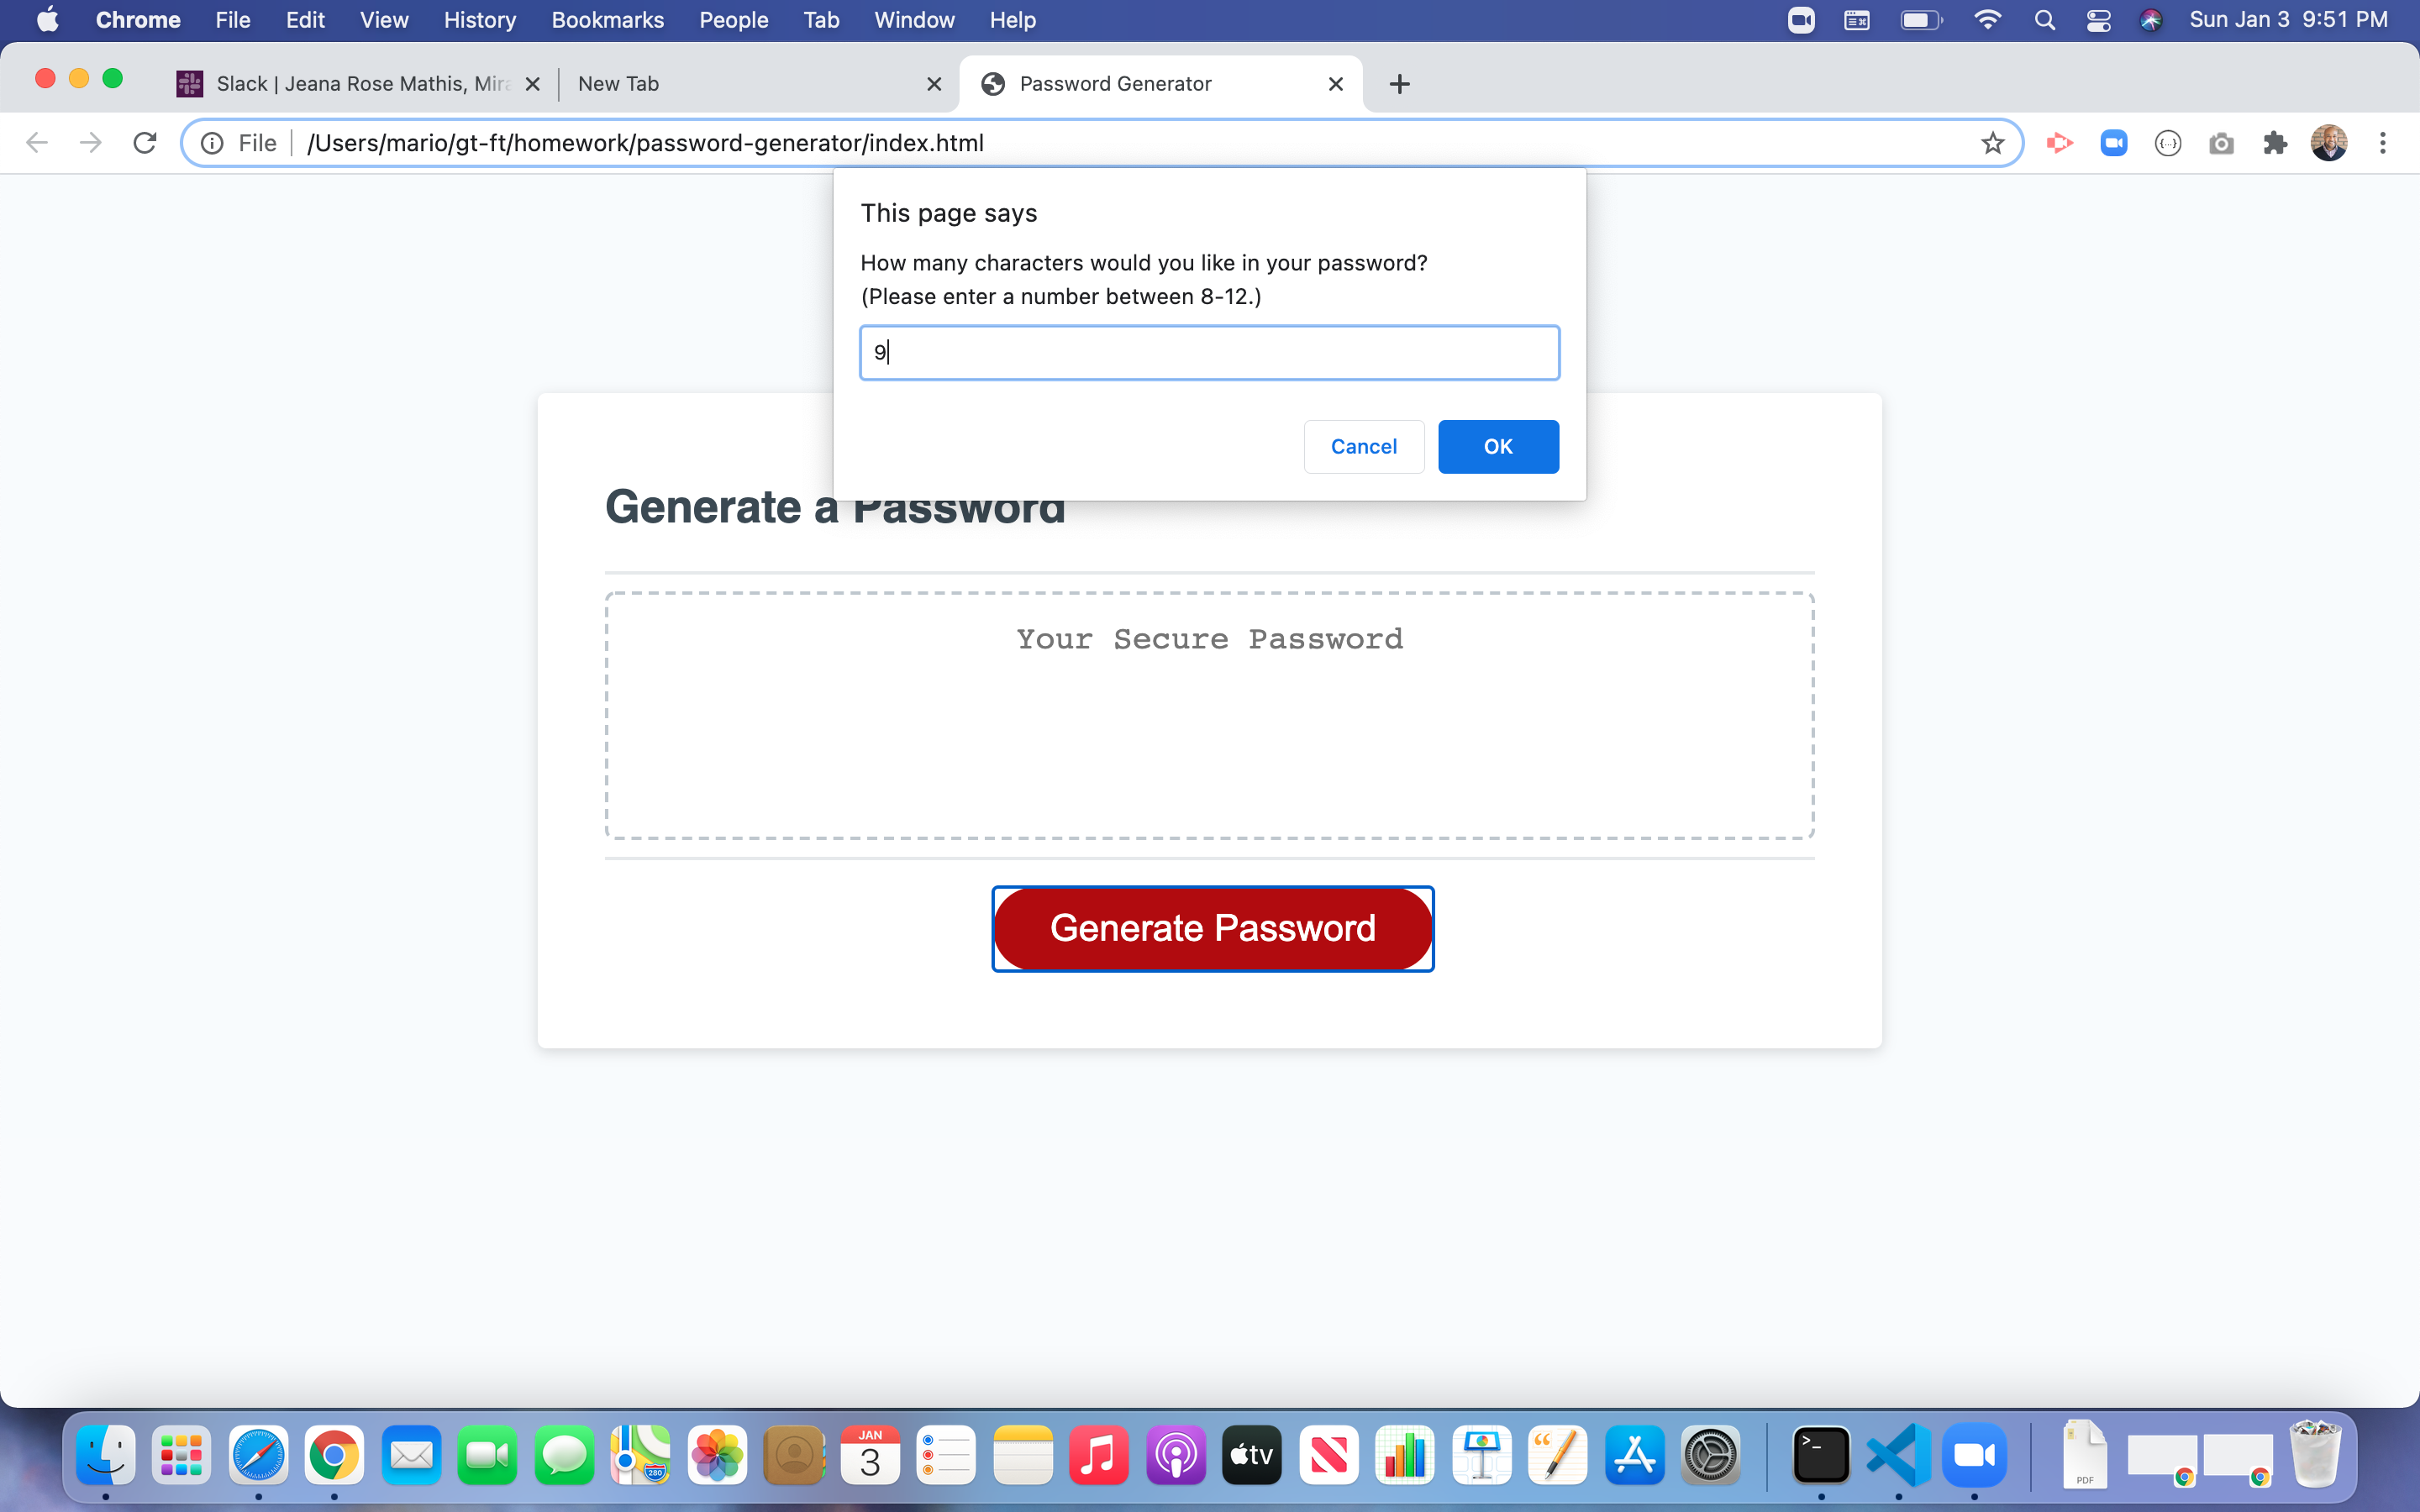 Chrome File Edit View History Bookmarks People Tab Window Help Sun Jan 3 9:51 PM
Slack | Jeana Rose Mathis, Mira New Tab Password Generator
File /Users/mario/gt-ft/homework/password-generator/index.html
This page says
How many characters would you like in your password?
(Please enter a number between 8-12.)
9
Cancel OK
Generate a Password
Your Secure Password
Generate Password
JAN
3
280
tv
>_
PDF